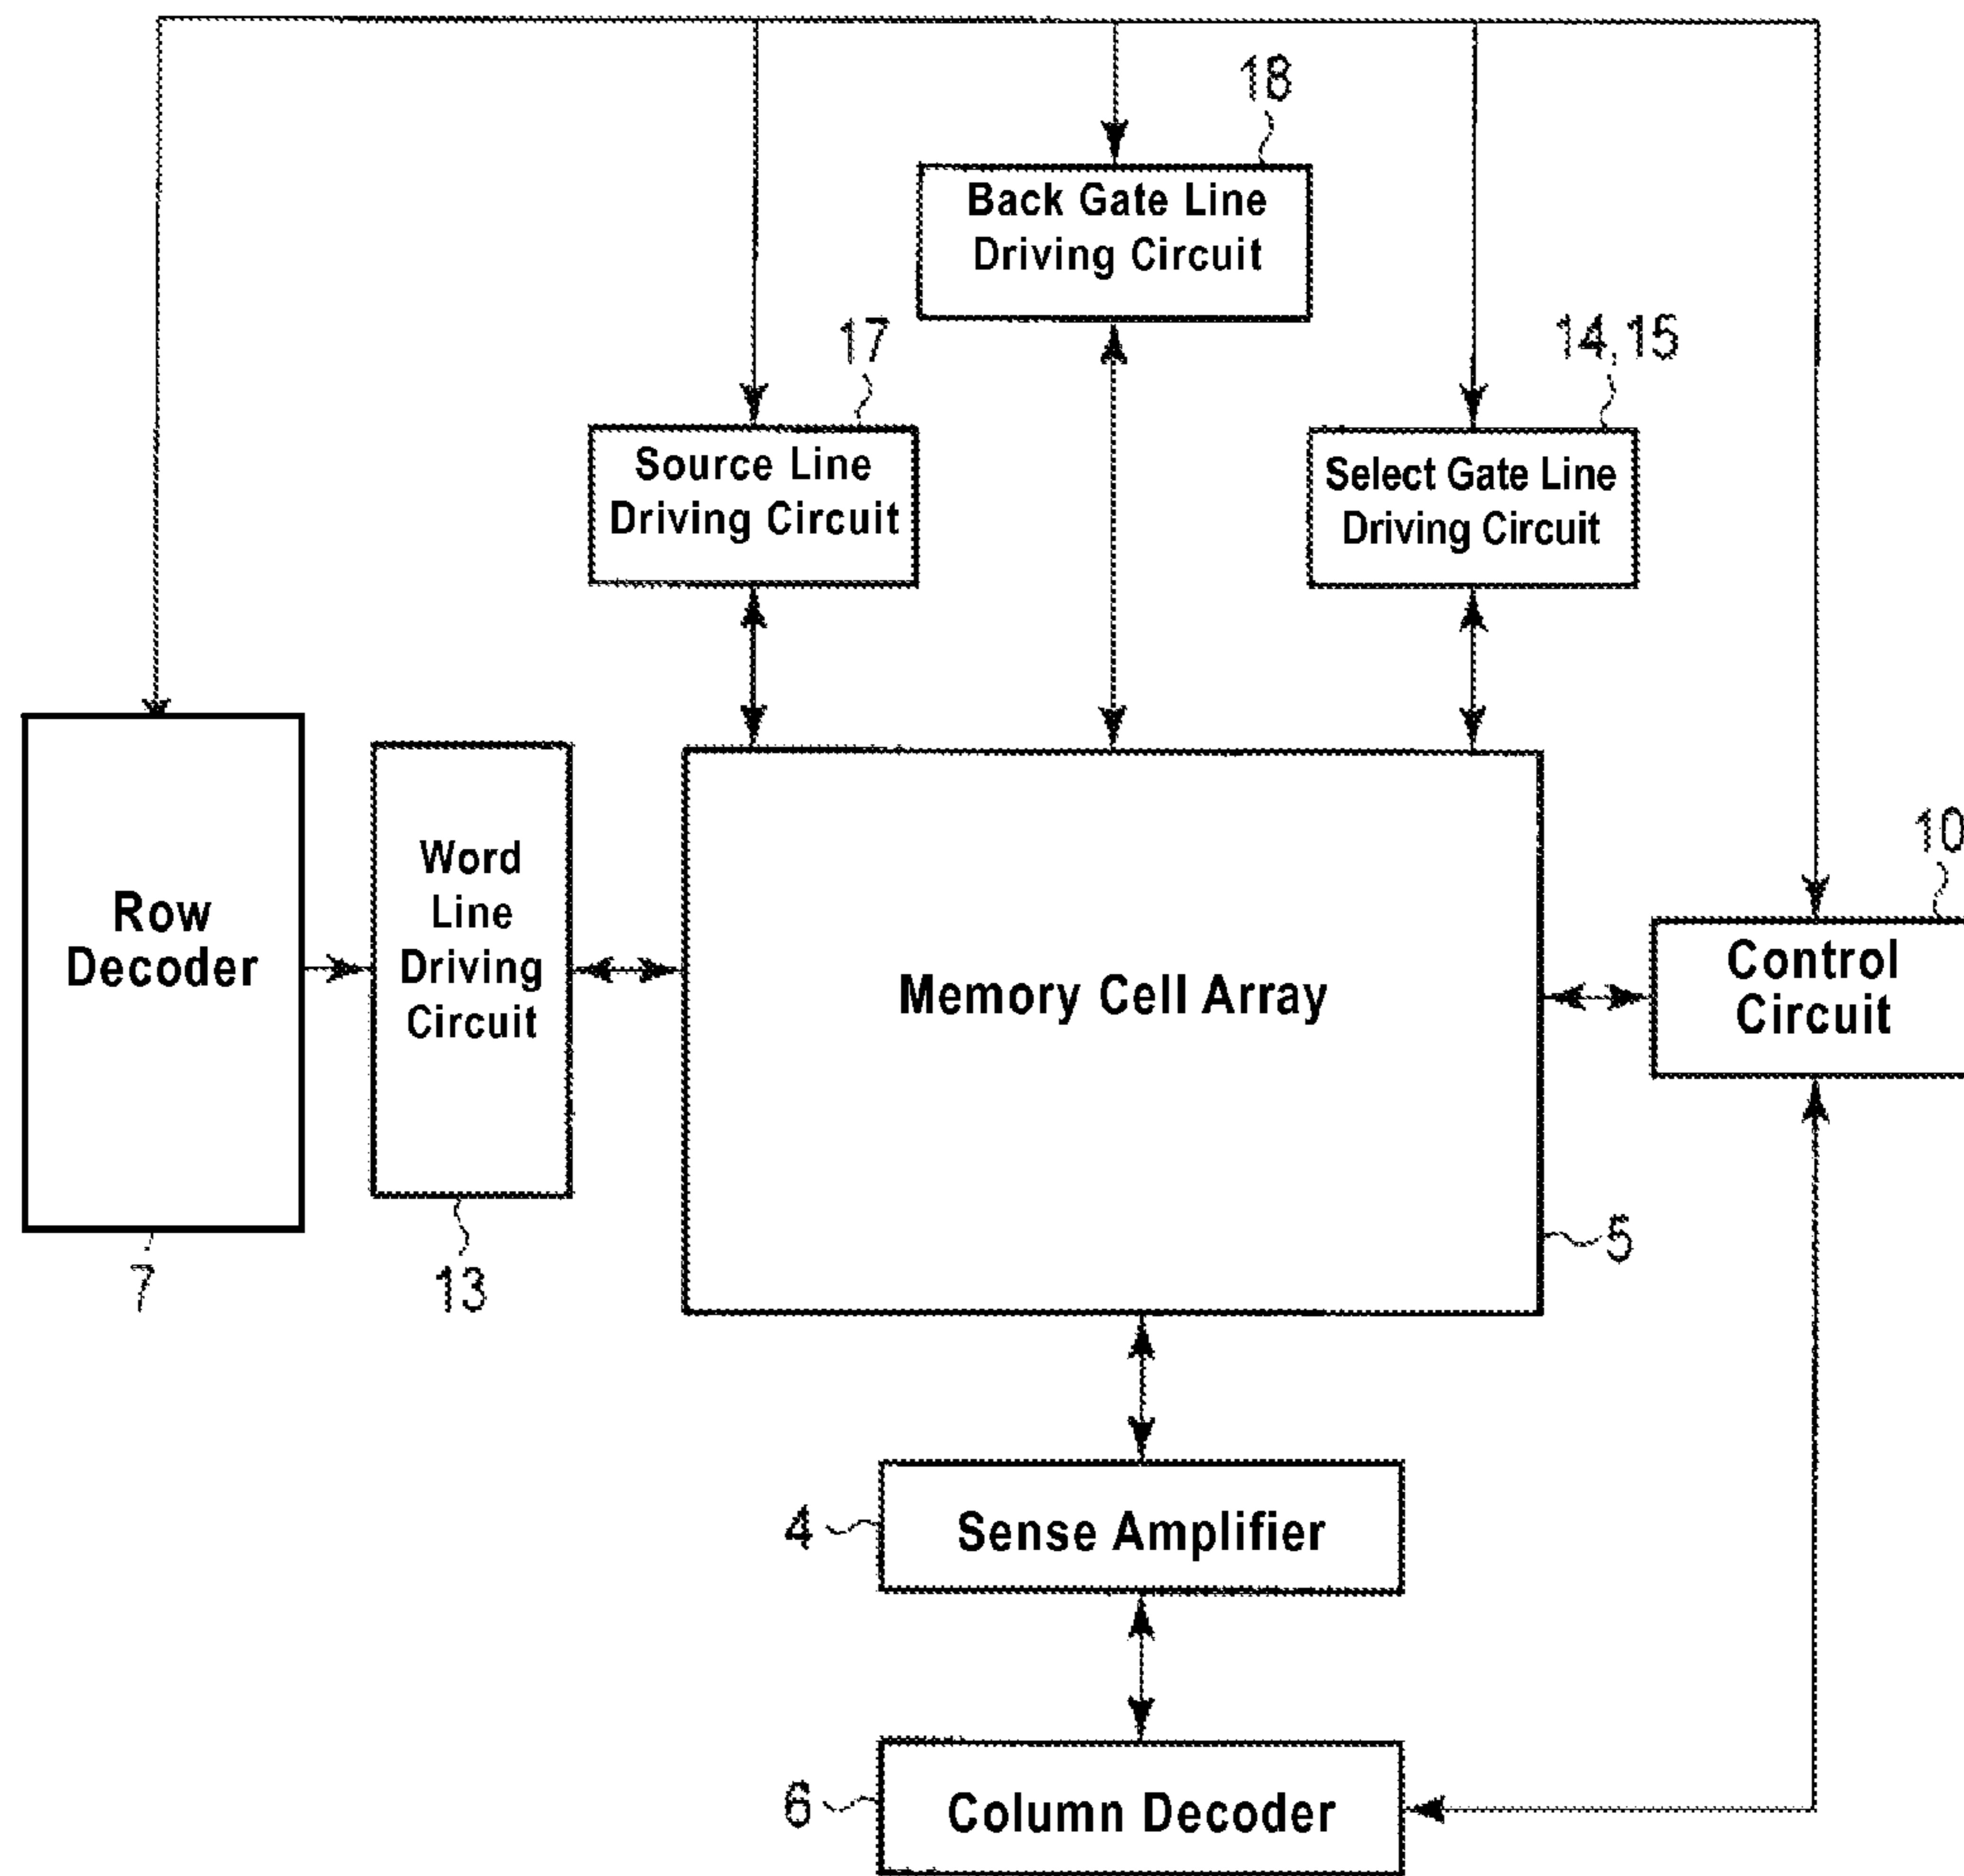 18
Back Gate Line
Driving Circuit
17
14,15
Source Line
Driving Circuit
Select Gate Line
Driving Circuit
10
Row
Decoder
Word
Line
Driving
Circuit
Memory Cell Array
Control
Circuit
7
13
5
4
Sense Amplifier
6
Column Decoder